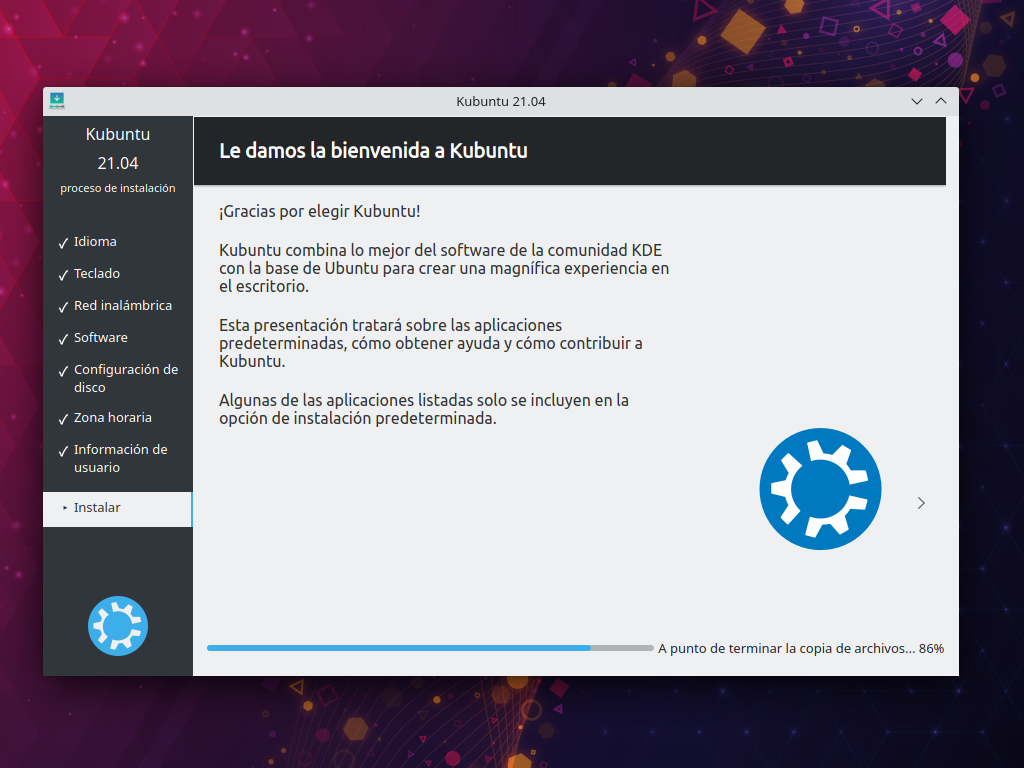 Kubuntu 21.04
Kubuntu
21.04
proceso de instalación
Idioma
Teclado
Red inalámbrica
Software
Configuración de
disco
Zona horaria
Información de
usuario
Instalar
Le damos la bienvenida a Kubuntu
¡Gracias por elegir Kubuntu!
Kubuntu combina lo mejor del software de la comunidad KDE
con la base de Ubuntu para crear una magnífica experiencia en
el escritorio.
Esta presentación tratará sobre las aplicaciones
predeterminadas, cómo obtener ayuda y cómo contribuir a
Kubuntu.
Algunas de las aplicaciones listadas solo se incluyen en la
opción de instalación predeterminada.
A punto de terminar la copia de archivos... 86%